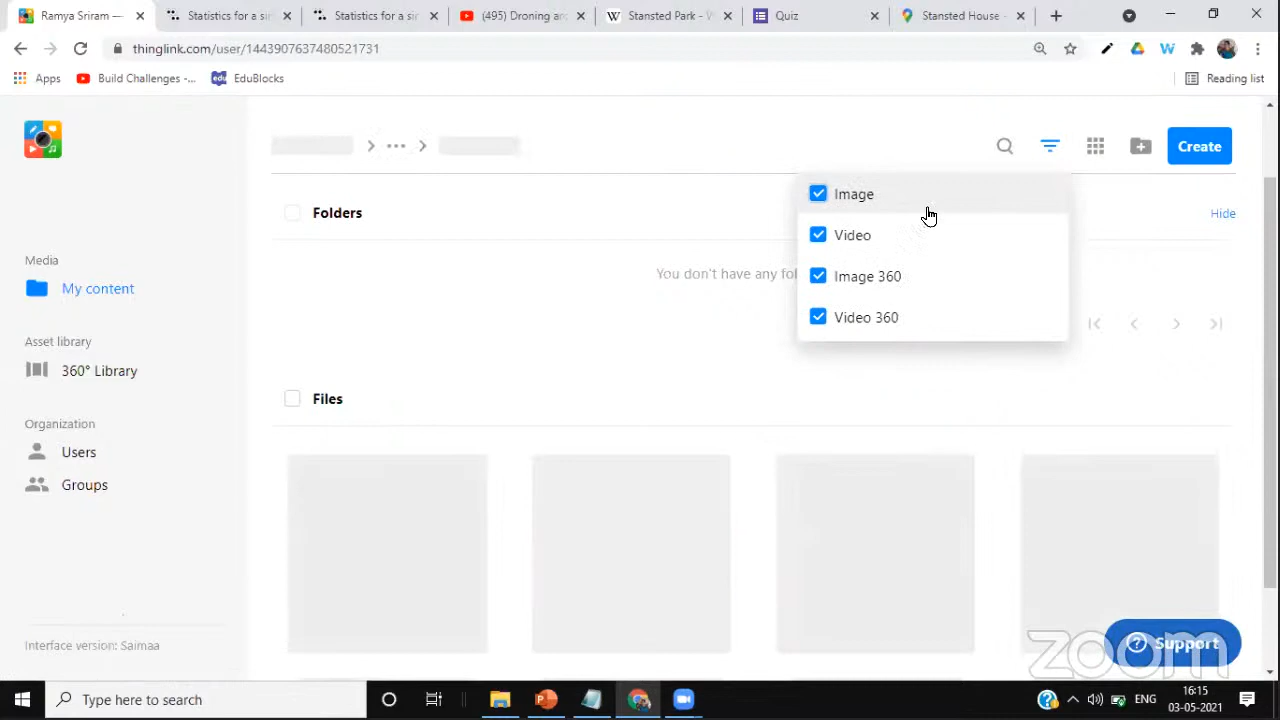 Ramya Sriram —
Statistics for a si
Statistics for a si
(495) Droning an
Stansted Park - W
Quiz
Stansted House -
thinglink.com/user/1443907637480521731
Apps
Build Challenges -...
EduBlocks
Reading list
Create
Image
Folders
Hide
Video
Media
You don't have any fol
My content
Image 360
Video 360
Asset library
360° Library
Files
Organization
Users
Groups
Interface version: Saimaa
Support
zoom
Type here to search
ENG
16:15
03-05-2021